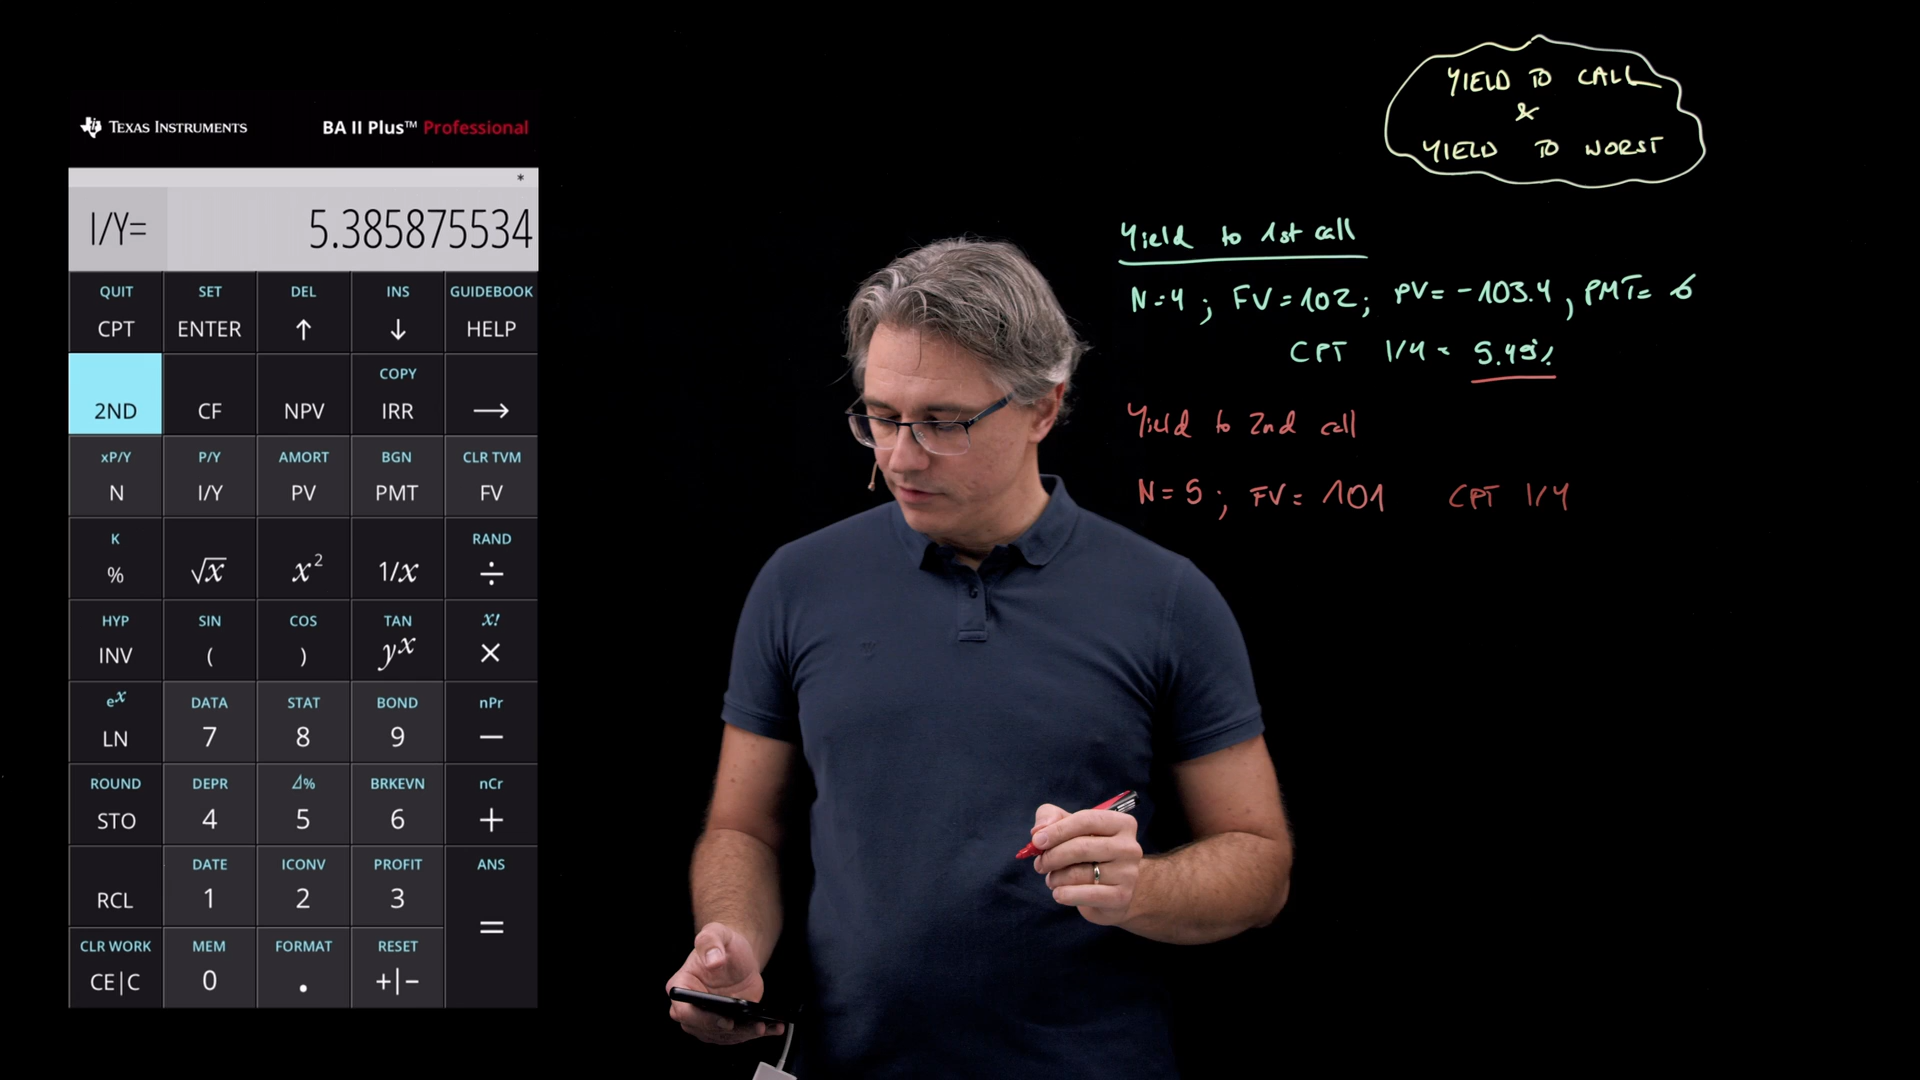 TEXAS INSTRUMENTS BA II Plus™ Professional
*
I/Y= 5.385875534
QUIT SET DEL INS GUIDEBOOK
CPT ENTER ↑ ↓ HELP
COPY
2ND CF NPV IRR →
xP/Y P/Y AMORT BGN CLR TVM
N I/Y PV PMT FV
K RAND
% √x x² 1/x ÷
HYP SIN COS TAN x!
INV ( ) yˣ ×
eˣ DATA STAT BOND nPr
LN 7 8 9 −
ROUND DEPR Δ% BRKEVN nCr
STO 4 5 6 +
DATE ICONV PROFIT ANS
RCL 1 2 3 =
CLR WORK MEM FORMAT RESET
CE|C 0 . +|−
YIELD TO CALL
&
YIELD TO WORST
Yield to 1st call
N=4; FV=102; PV=-103.4, PMT=6
CPT I/Y = 5.49%
Yield to 2nd call
N=5; FV=101 CPT I/Y